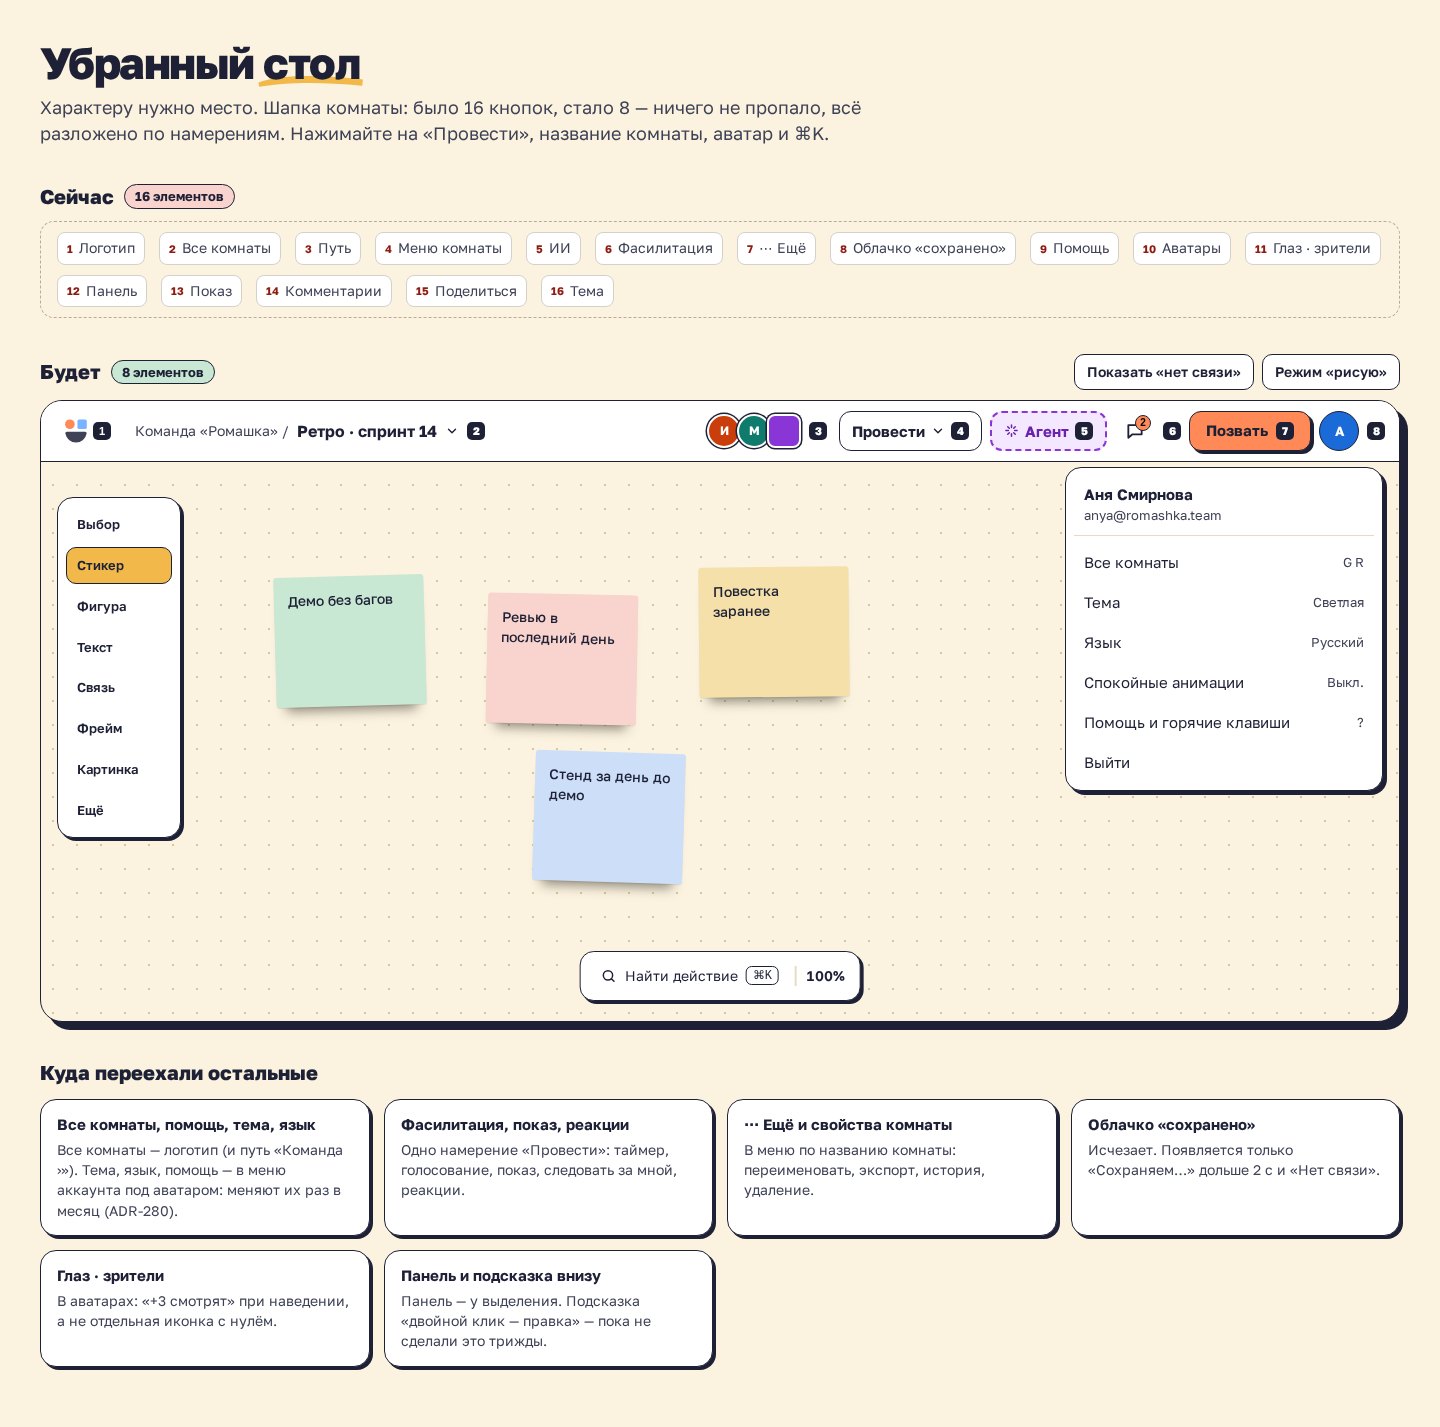 Убранный стол
Характеру нужно место. Шапка комнаты: было 16 кнопок, стало 8 — ничего не пропало, всё
разложено по намерениям. Нажимайте на «Провести», название комнаты, аватар и ⌘K.
Сейчас 16 элементов
1 Логотип 2 Все комнаты 3 Путь 4 Меню комнаты 5 ИИ 6 Фасилитация 7 ··· Ещё 8 Облачко «сохранено» 9 Помощь 10 Аватары 11 Глаз · зрители
12 Панель 13 Показ 14 Комментарии 15 Поделиться 16 Тема
Будет 8 элементов Показать «нет связи» Режим «рисую»
1 Команда «Ромашка» / Ретро · спринт 14 2 И М 3 Провести 4 Агент 5 2 6 Позвать 7 А 8
Выбор
Стикер
Фигура
Текст
Связь
Фрейм
Картинка
Ещё
Демо без багов
Ревью в
последний день
Повестка
заранее
Стенд за день до
демо
Аня Смирнова
anya@romashka.team
Все комнаты G R
Тема Светлая
Язык Русский
Спокойные анимации Выкл.
Помощь и горячие клавиши ?
Выйти
Найти действие ⌘K 100%
Куда переехали остальные
Все комнаты, помощь, тема, язык
Все комнаты — логотип (и путь «Команда
›»). Тема, язык, помощь — в меню
аккаунта под аватаром: меняют их раз в
месяц (ADR-280).
Фасилитация, показ, реакции
Одно намерение «Провести»: таймер,
голосование, показ, следовать за мной,
реакции.
··· Ещё и свойства комнаты
В меню по названию комнаты:
переименовать, экспорт, история,
удаление.
Облачко «сохранено»
Исчезает. Появляется только
«Сохраняем…» дольше 2 с и «Нет связи».
Глаз · зрители
В аватарах: «+3 смотрят» при наведении,
а не отдельная иконка с нулём.
Панель и подсказка внизу
Панель — у выделения. Подсказка
«двойной клик — правка» — пока не
сделали это трижды.